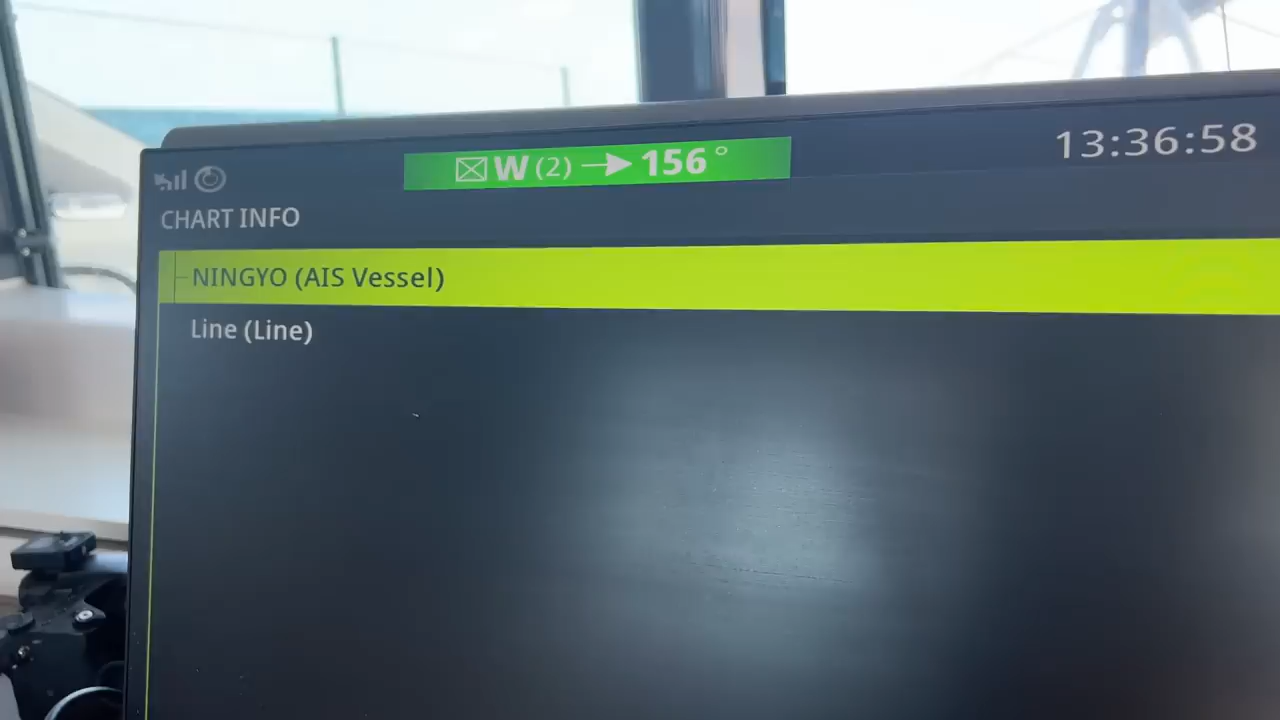 W (2) → 156°
13:36:58
CHART INFO
NINGYO (AIS Vessel)
Line (Line)